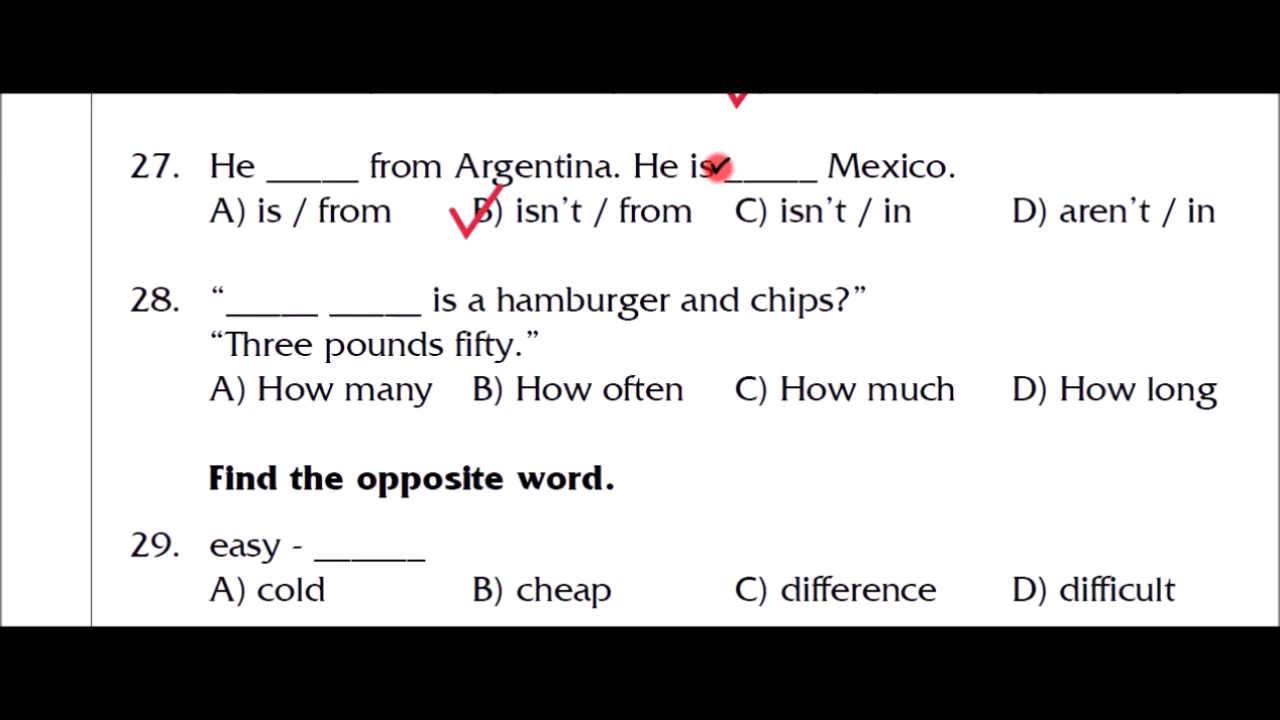 27. He _____ from Argentina. He is _____ Mexico.
A) is / from B) isn't / from C) isn't / in D) aren't / in
28. “_____ _____ is a hamburger and chips?”
“Three pounds fifty.”
A) How many B) How often C) How much D) How long
Find the opposite word.
29. easy - ______
A) cold B) cheap C) difference D) difficult